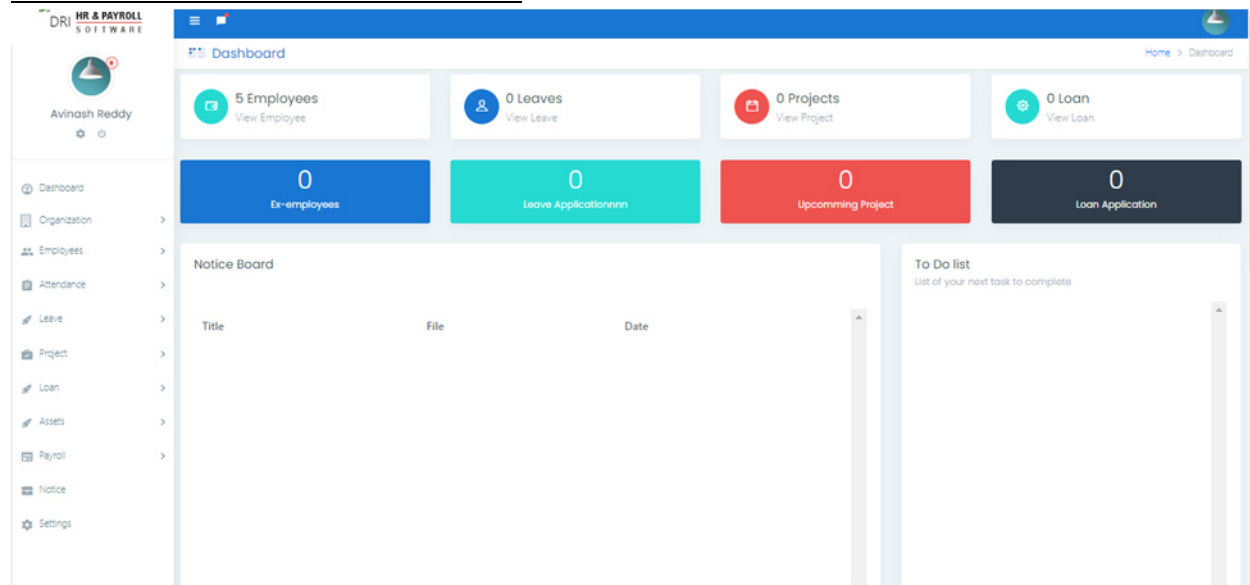 DRI HR & PAYROLL
SOFTWARE
Avinash Reddy
Dashboard
Organization
Employees
Attendance
Leave
Project
Loan
Assets
Payroll
Notice
Settings
Dashboard
Home > Dashboard
5 Employees
View Employee
0 Leaves
View Leave
0 Projects
View Project
0 Loan
View Loan
0
Ex-employees
0
Leave Applicationnnn
0
Upcomming Project
0
Loan Application
Notice Board
Title File Date
To Do list
List of your next task to complete